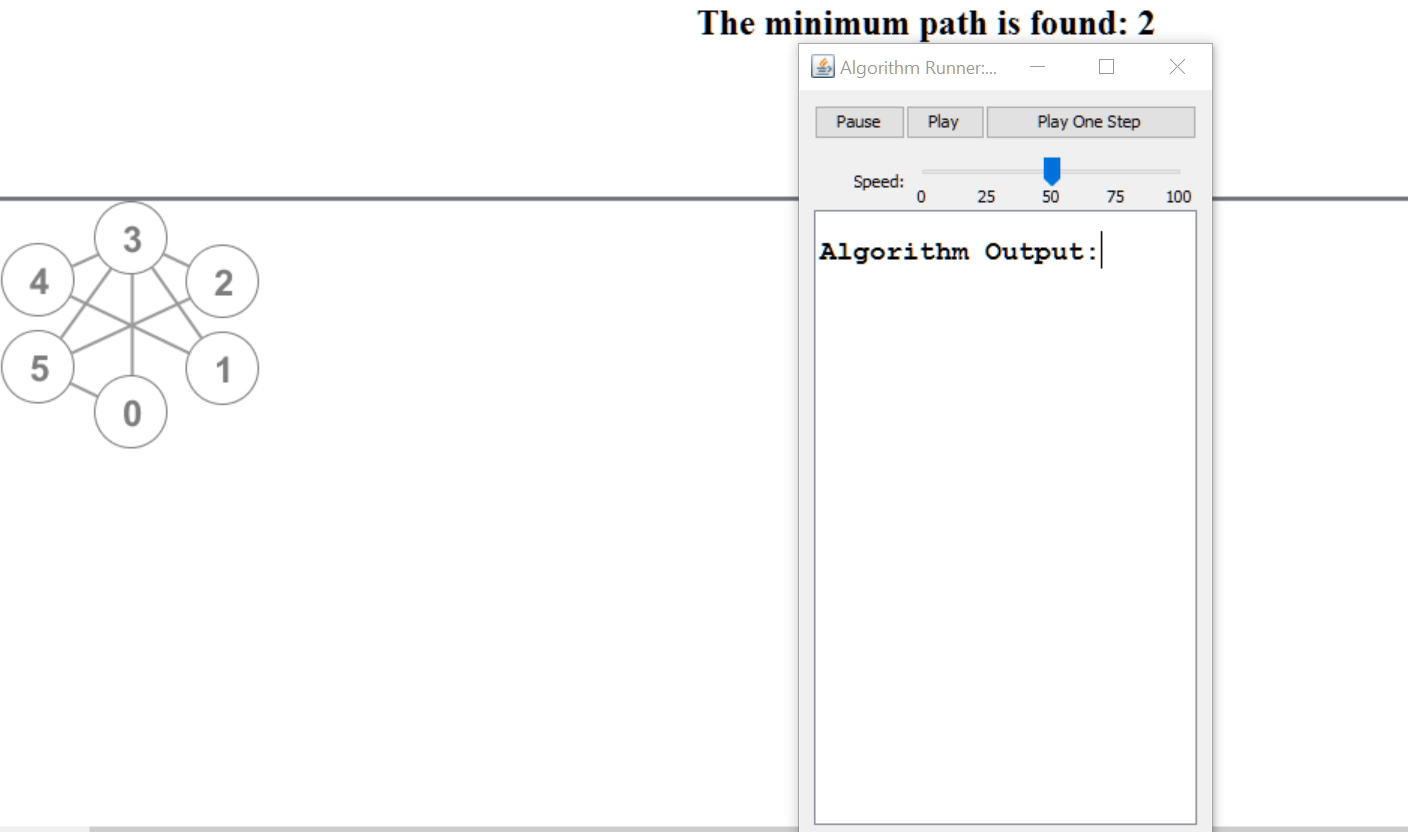 The minimum path is found: 2
Algorithm Runner:...
Pause Play Play One Step
Speed:
0 25 50 75 100
Algorithm Output:
3
4 2
5 1
0